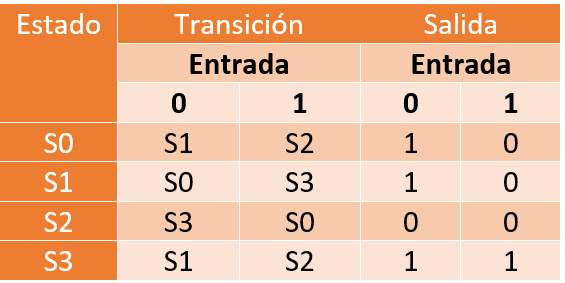 Estado Transición Salida
Entrada Entrada
0 1 0 1
S0 S1 S2 1 0
S1 S0 S3 1 0
S2 S3 S0 0 0
S3 S1 S2 1 1